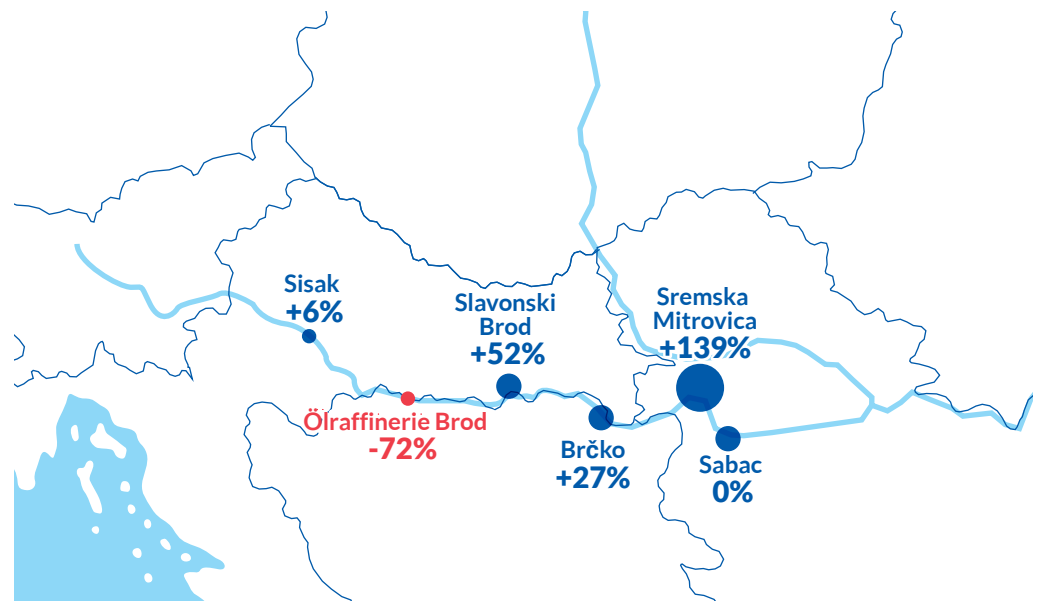 Sisak
+6%
Slavonski
Brod
+52%
Sremska
Mitrovica
+139%
Ölraffinerie Brod
-72%
Brčko
+27%
Sabac
0%